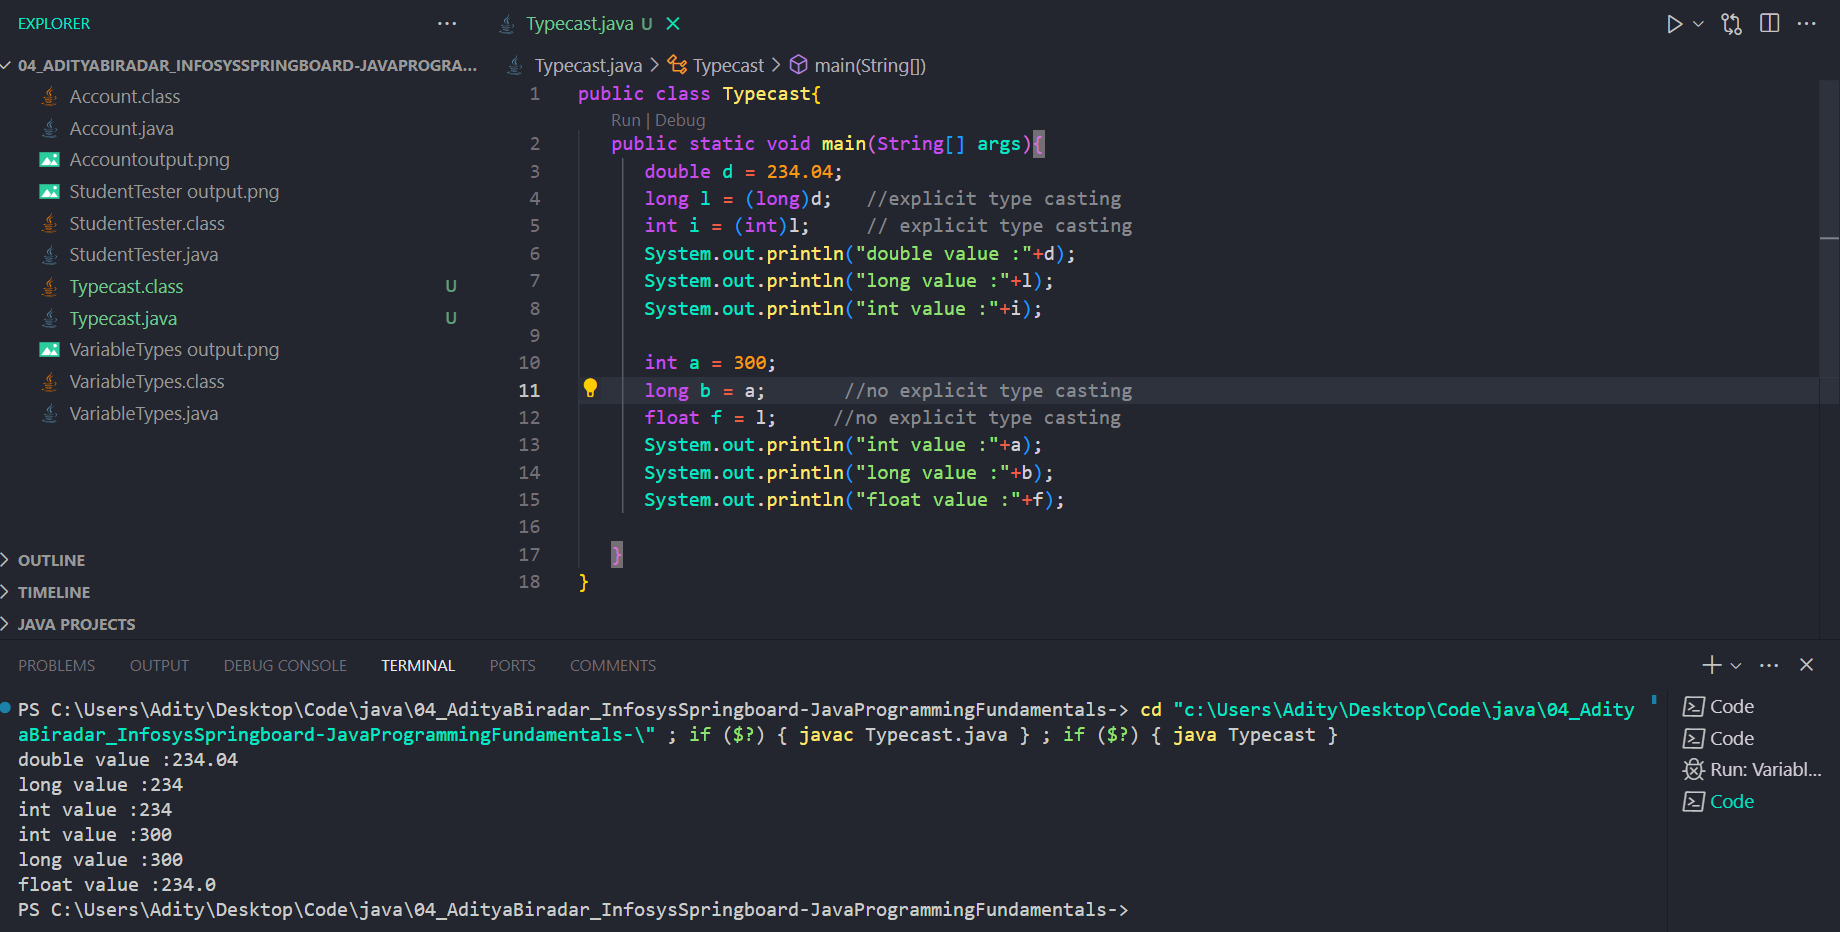 EXPLORER
04_ADITYABIRADAR_INFOSYSSPRINGBOARD-JAVAPROGRA...
Account.class
Account.java
Accountoutput.png
StudentTester output.png
StudentTester.class
StudentTester.java
Typecast.class U
Typecast.java U
VariableTypes output.png
VariableTypes.class
VariableTypes.java
OUTLINE
TIMELINE
JAVA PROJECTS
Typecast.java U
Typecast.java > Typecast > main(String[])
1 public class Typecast{
Run | Debug
2 public static void main(String[] args){
3 double d = 234.04;
4 long l = (long)d; //explicit type casting
5 int i = (int)l; // explicit type casting
6 System.out.println("double value :"+d);
7 System.out.println("long value :"+l);
8 System.out.println("int value :"+i);
9
10 int a = 300;
11 long b = a; //no explicit type casting
12 float f = l; //no explicit type casting
13 System.out.println("int value :"+a);
14 System.out.println("long value :"+b);
15 System.out.println("float value :"+f);
16
17 }
18 }
PROBLEMS OUTPUT DEBUG CONSOLE TERMINAL PORTS COMMENTS
PS C:\Users\Adity\Desktop\Code\java\04_AdityaBiradar_InfosysSpringboard-JavaProgrammingFundamentals-> cd "c:\Users\Adity\Desktop\Code\java\04_Adity
aBiradar_InfosysSpringboard-JavaProgrammingFundamentals-\" ; if ($?) { javac Typecast.java } ; if ($?) { java Typecast }
double value :234.04
long value :234
int value :234
int value :300
long value :300
float value :234.0
PS C:\Users\Adity\Desktop\Code\java\04_AdityaBiradar_InfosysSpringboard-JavaProgrammingFundamentals->
Code
Code
Run: Variabl...
Code